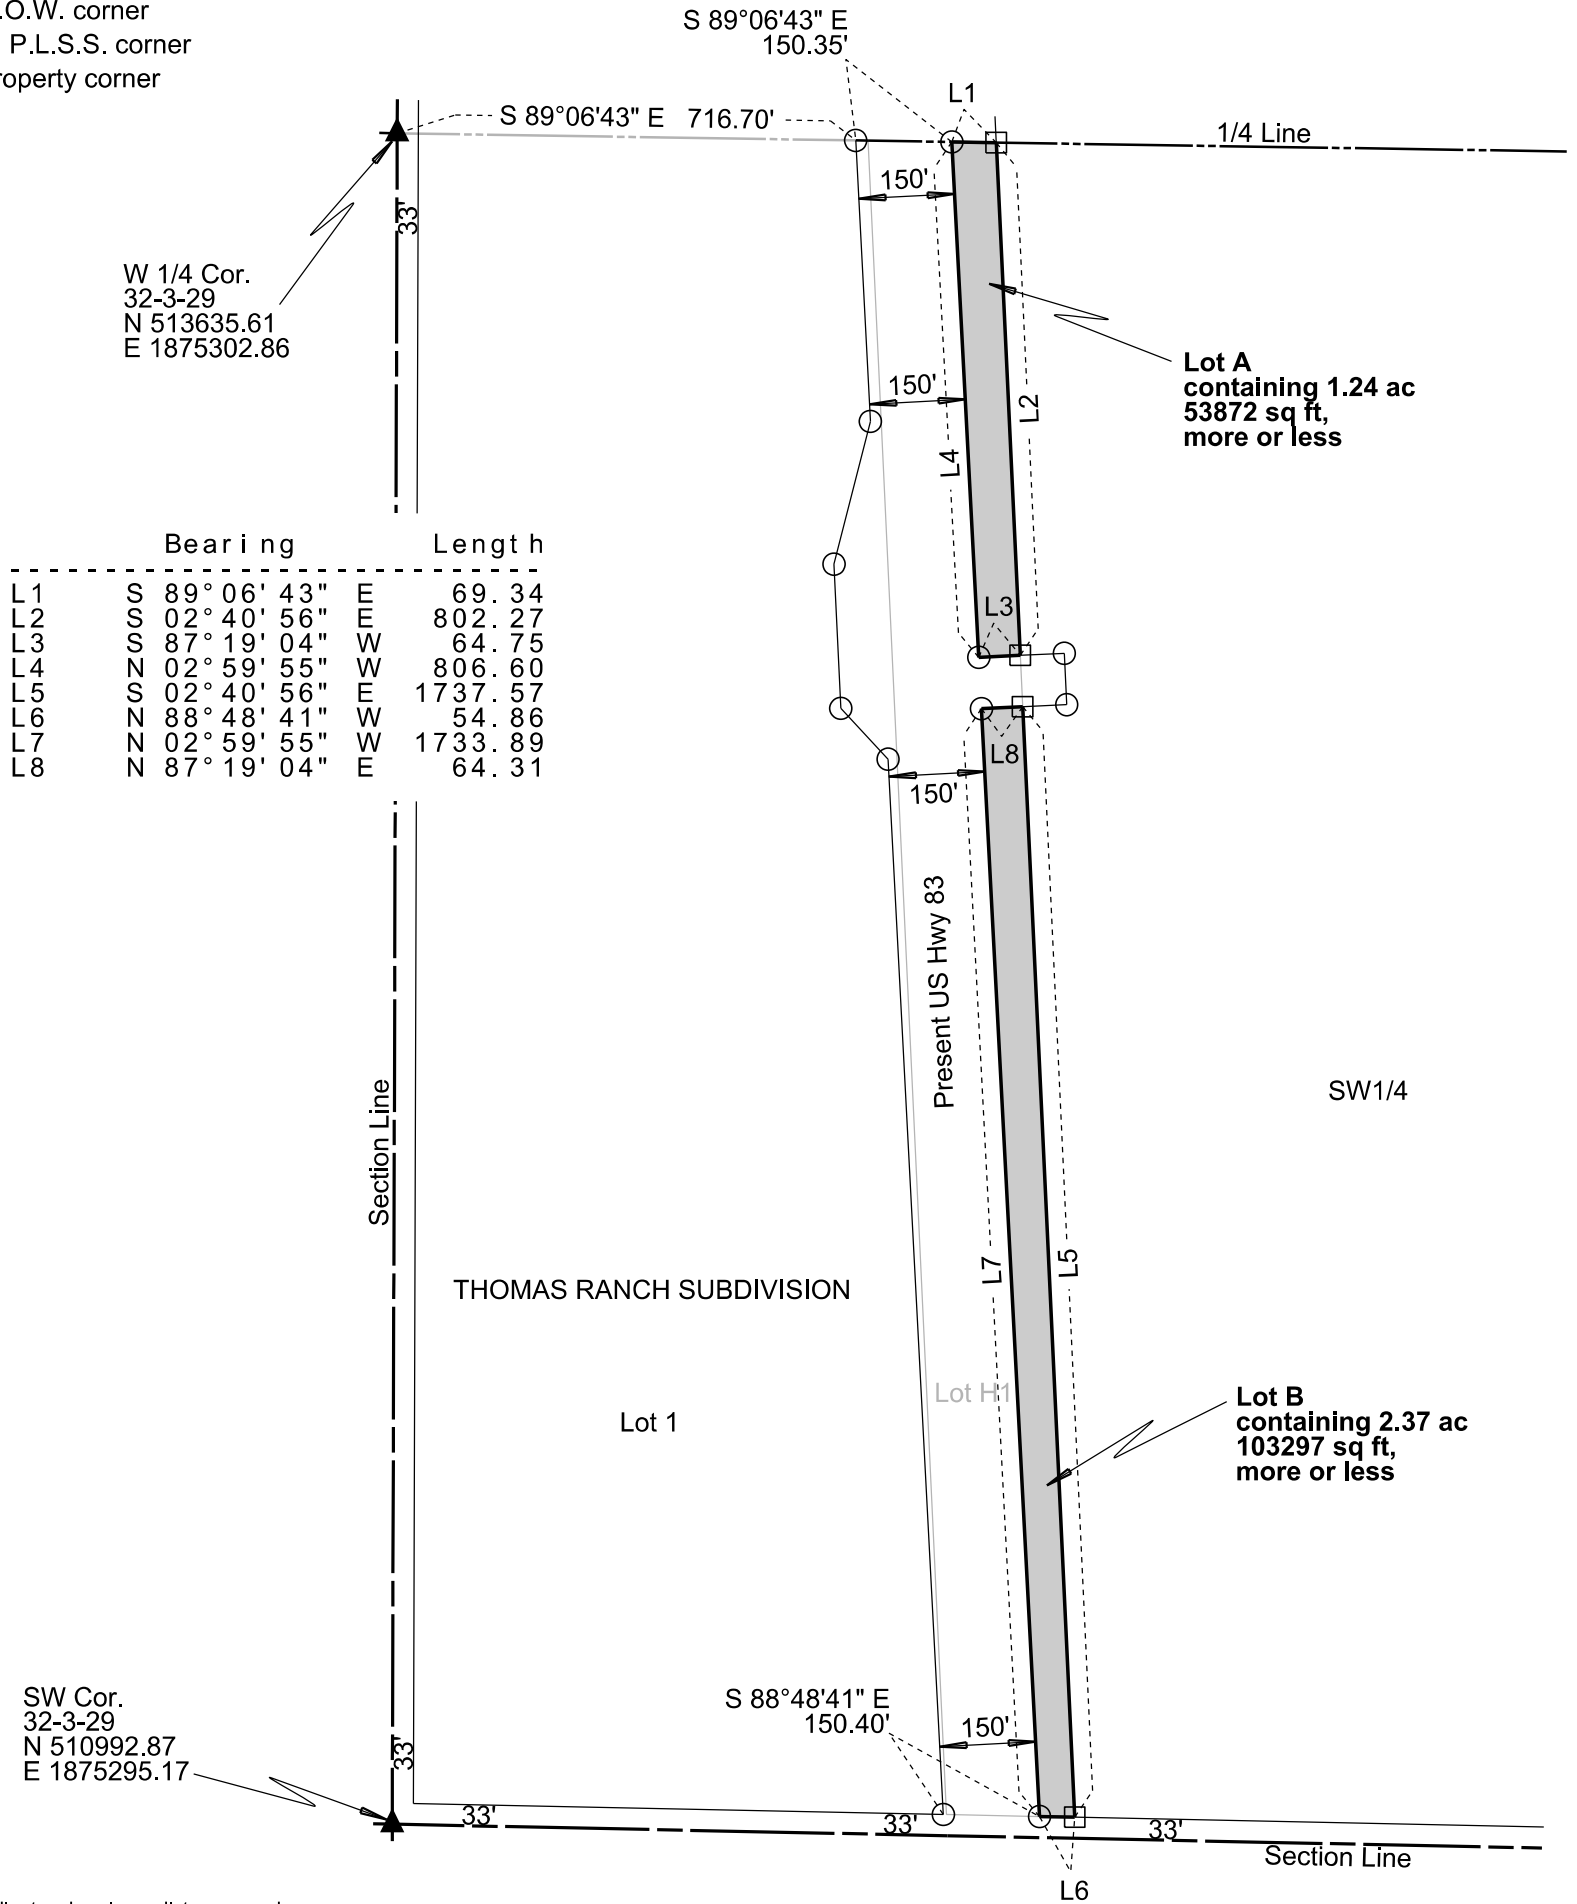 .O.W. corner
P.L.S.S. corner
roperty corner
S 89°06'43" E
150.35'
L1
S 89°06'43" E 716.70'
1/4 Line
150'
33'
W 1/4 Cor.
32-3-29
N 513635.61
E 1875302.86
Lot A
containing 1.24 ac
53872 sq ft,
more or less
150'
L2
L4
Bearing Length
L1 S 89°06'43" E 69.34
L2 S 02°40'56" E 802.27
L3 S 87°19'04" W 64.75
L4 N 02°59'55" W 806.60
L5 S 02°40'56" E 1737.57
L6 N 88°48'41" W 54.86
L7 N 02°59'55" W 1733.89
L8 N 87°19'04" E 64.31
L3
L8
150'
Present US Hwy 83
SW1/4
Section Line
L7
L5
THOMAS RANCH SUBDIVISION
Lot H1
Lot 1
Lot B
containing 2.37 ac
103297 sq ft,
more or less
SW Cor.
32-3-29
N 510992.87
E 1875295.17
S 88°48'41" E
150.40'
150'
33'
33'
33'
33'
Section Line
L6